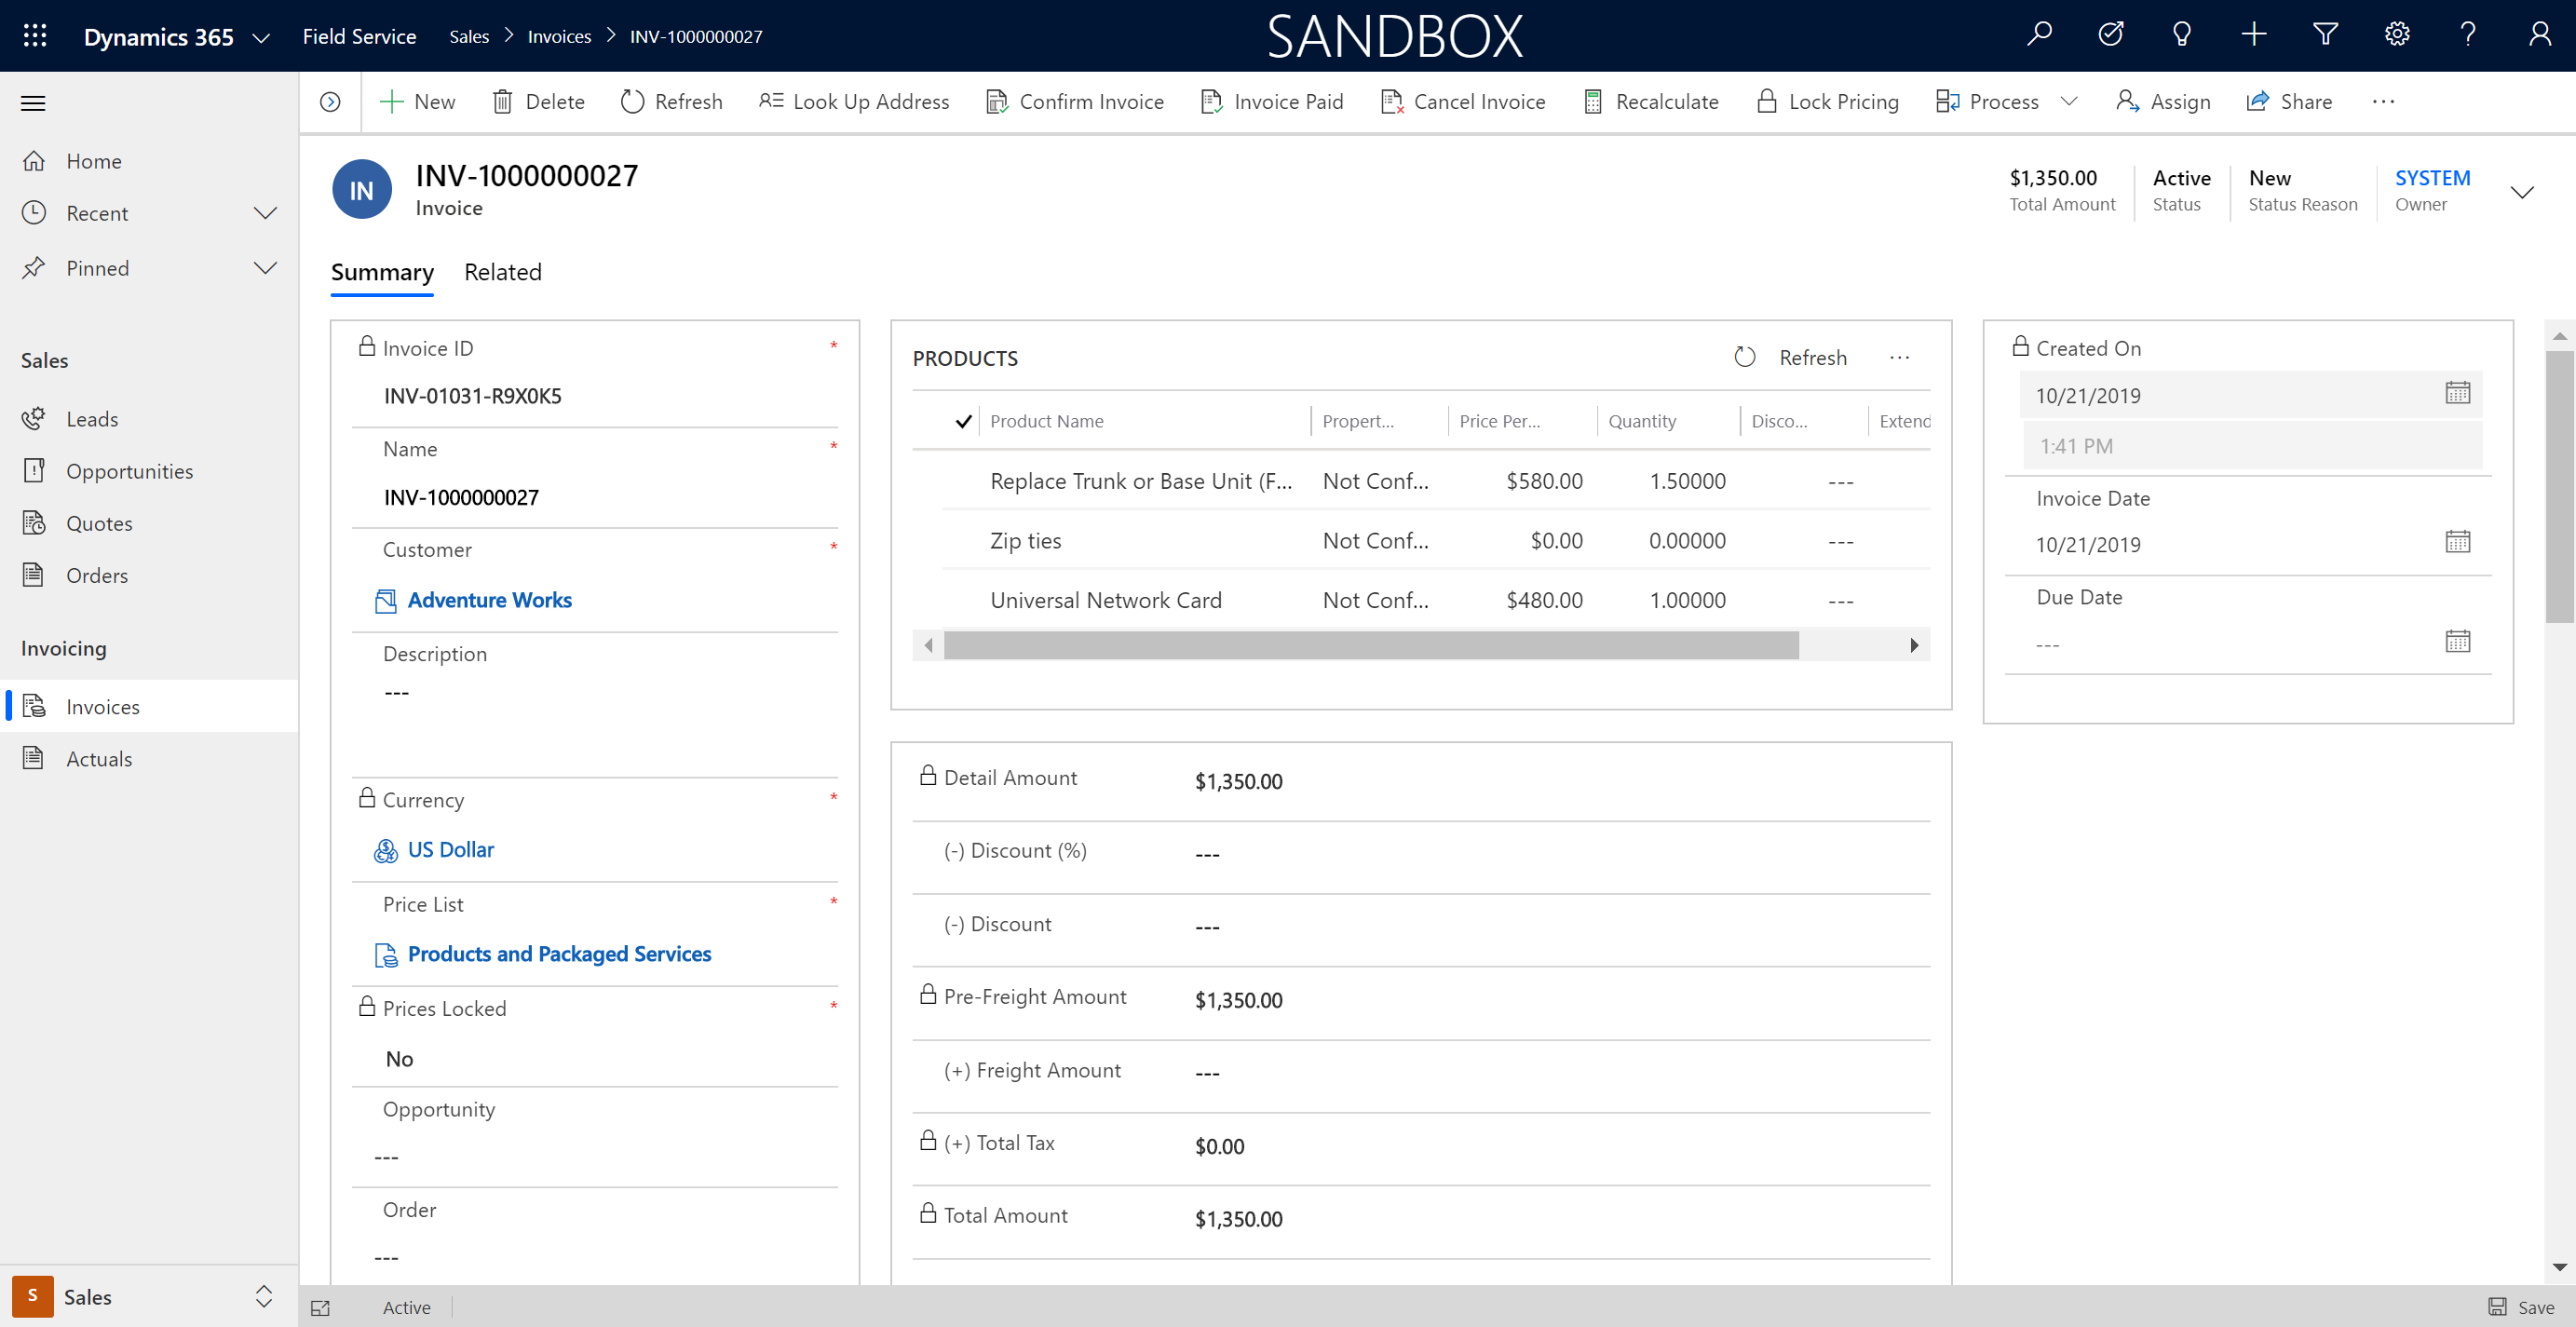 Dynamics 365 Field Service Sales > Invoices > INV-1000000027 SANDBOX
New Delete Refresh Look Up Address Confirm Invoice Invoice Paid Cancel Invoice Recalculate Lock Pricing Process Assign Share ...
Home
Recent
Pinned
Sales
Leads
Opportunities
Quotes
Orders
Invoicing
Invoices
Actuals
S Sales
IN
INV-1000000027
Invoice
$1,350.00
Total Amount
Active
Status
New
Status Reason
SYSTEM
Owner
Summary Related
Invoice ID *
INV-01031-R9X0K5
Name *
INV-1000000027
Customer *
Adventure Works
Description
---
Currency *
US Dollar
Price List *
Products and Packaged Services
Prices Locked *
No
Opportunity
---
Order
---
PRODUCTS Refresh ...
Product Name Propert... Price Per... Quantity Disco... Extend
Replace Trunk or Base Unit (F... Not Conf... $580.00 1.50000 ---
Zip ties Not Conf... $0.00 0.00000 ---
Universal Network Card Not Conf... $480.00 1.00000 ---
Detail Amount $1,350.00
(-) Discount (%) ---
(-) Discount ---
Pre-Freight Amount $1,350.00
(+) Freight Amount ---
(+) Total Tax $0.00
Total Amount $1,350.00
Created On
10/21/2019
1:41 PM
Invoice Date
10/21/2019
Due Date
---
Active Save